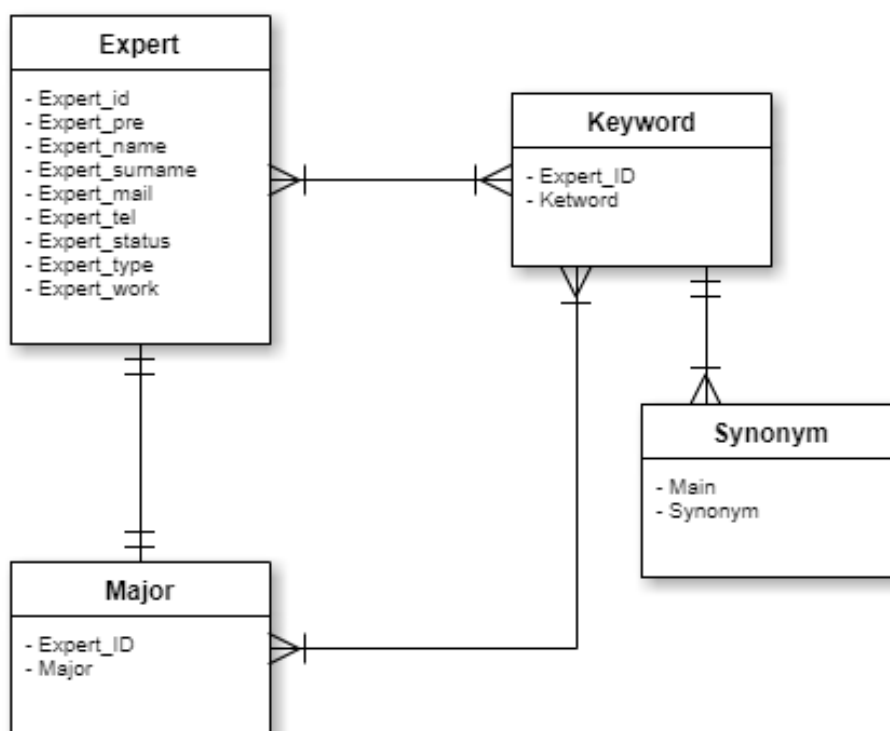 Expert
- Expert_id
- Expert_pre
- Expert_name
- Expert_surname
- Expert_mail
- Expert_tel
- Expert_status
- Expert_type
- Expert_work
Keyword
- Expert_ID
- Ketword
Synonym
- Main
- Synonym
Major
- Expert_ID
- Major